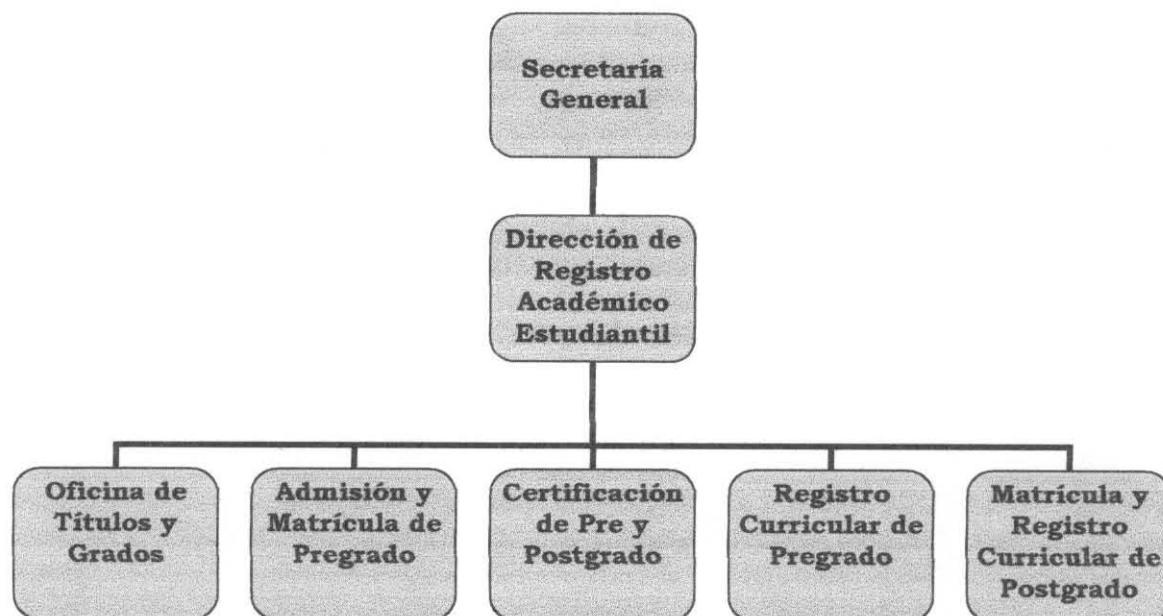 Secretaría
General
Dirección de
Registro
Académico
Estudiantil
Oficina de
Títulos y
Grados
Admisión y
Matrícula de
Pregrado
Certificación
de Pre y
Postgrado
Registro
Curricular de
Pregrado
Matrícula y
Registro
Curricular de
Postgrado